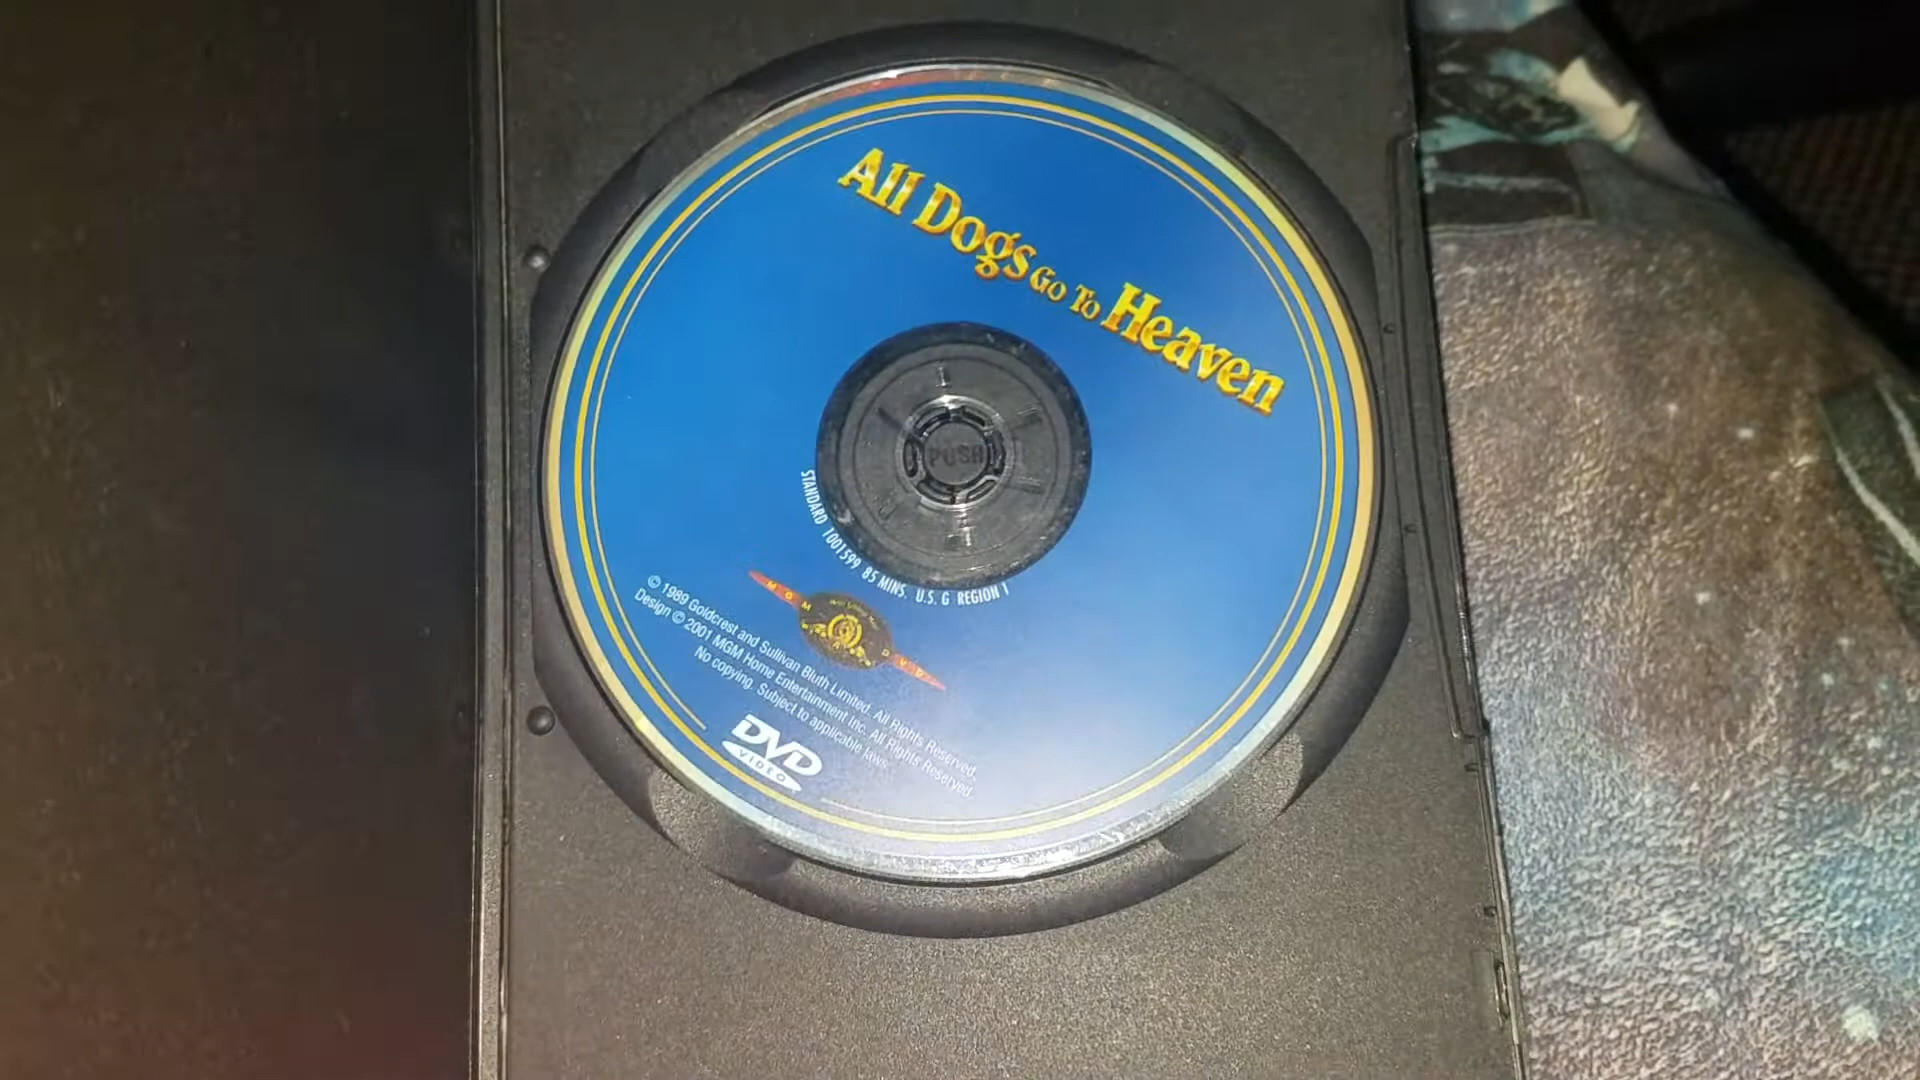 All Dogs Go To Heaven
PUSH
STANDARD 1001599 85 MINS. U.S. G REGION 1
MGM DVD
© 1989 Goldcrest and Sullivan Bluth Limited. All Rights Reserved.
Design © 2001 MGM Home Entertainment Inc. All Rights Reserved.
No copying. Subject to applicable laws.
DVD
VIDEO